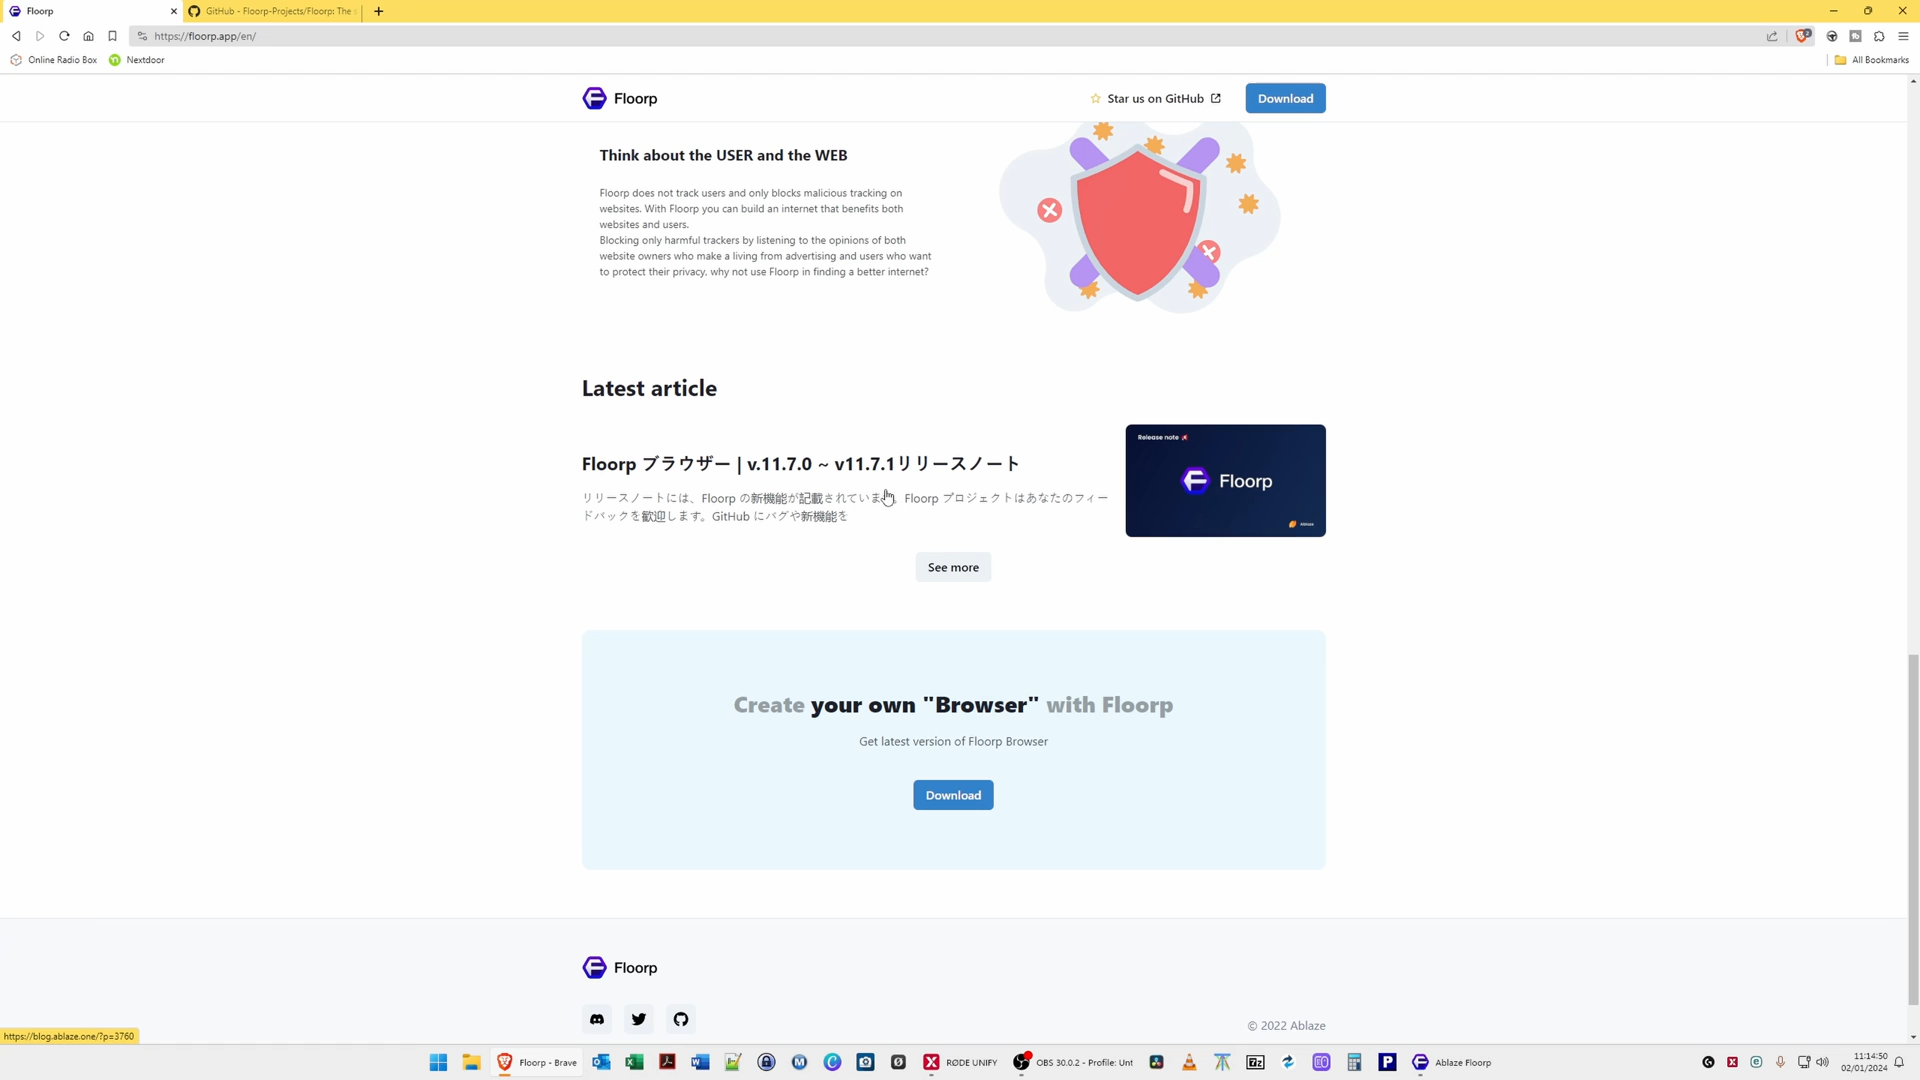 Floorp
GitHub - Floorp-Projects/Floorp: The
https://floorp.app/en/
Online Radio Box
Nextdoor
All Bookmarks
Floorp
Star us on GitHub
Download
Think about the USER and the WEB
Floorp does not track users and only blocks malicious tracking on
websites. With Floorp you can build an internet that benefits both
websites and users.
Blocking only harmful trackers by listening to the opinions of both
website owners who make a living from advertising and users who want
to protect their privacy, why not use Floorp in finding a better internet?
Latest article
Floorp ブラウザー | v.11.7.0 ~ v11.7.1リリースノート
リリースノートには、Floorp の新機能が記載されています。Floorp プロジェクトはあなたのフィー
ドバックを歓迎します。GitHub にバグや新機能を
Release note
Floorp
Ablaze
See more
Create your own "Browser" with Floorp
Get latest version of Floorp Browser
Download
Floorp
© 2022 Ablaze
https://blog.ablaze.one/?p=3760
Floorp - Brave
RØDE UNIFY
OBS 30.0.2 - Profile: Unt
Ablaze Floorp
11:14:50
02/01/2024